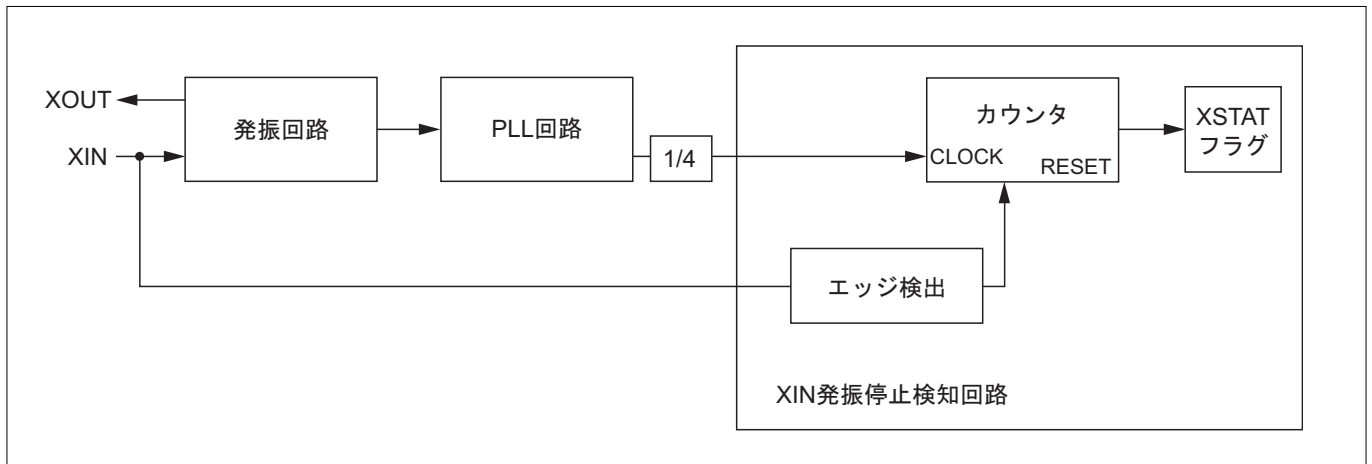 XOUT
XIN
発振回路
PLL回路
1/4
カウンタ
CLOCK
RESET
XSTAT
フラグ
エッジ検出
XIN発振停止検知回路